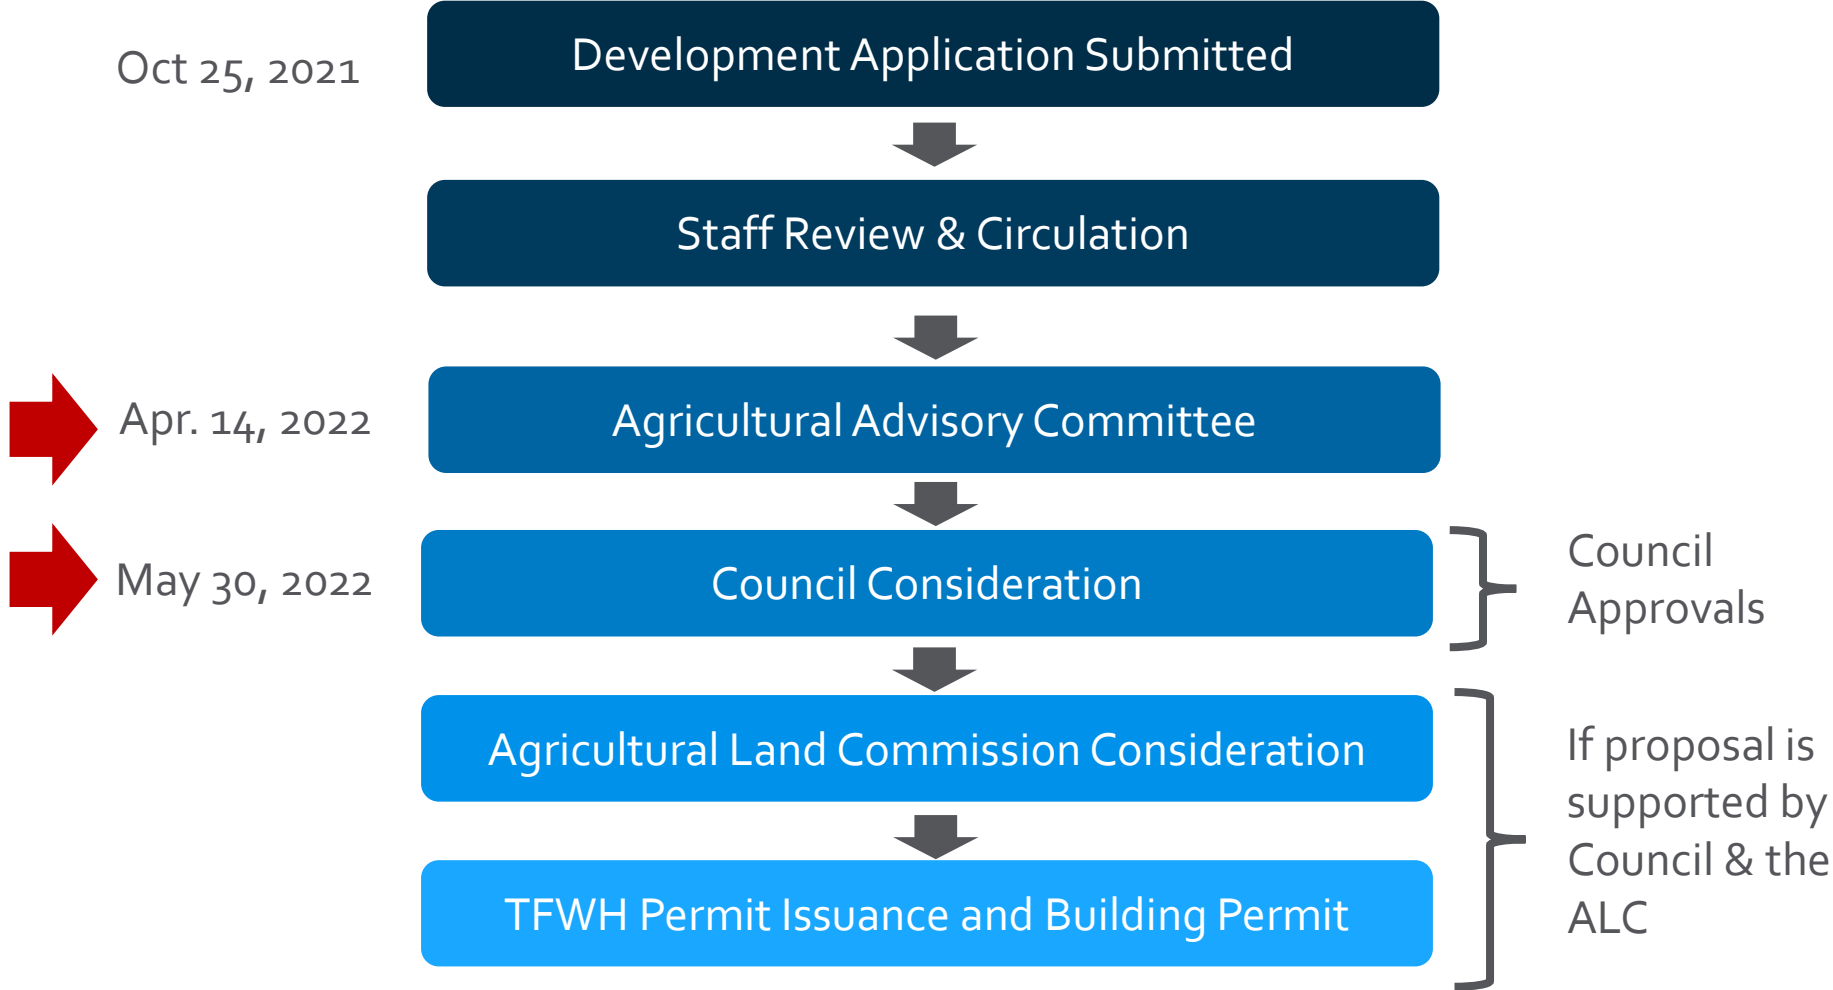 Oct 25, 2021
Development Application Submitted
Staff Review & Circulation
Apr. 14, 2022
Agricultural Advisory Committee
May 30, 2022
Council Consideration
Council
Approvals
Agricultural Land Commission Consideration
If proposal is
supported by
Council & the
ALC
TFWH Permit Issuance and Building Permit